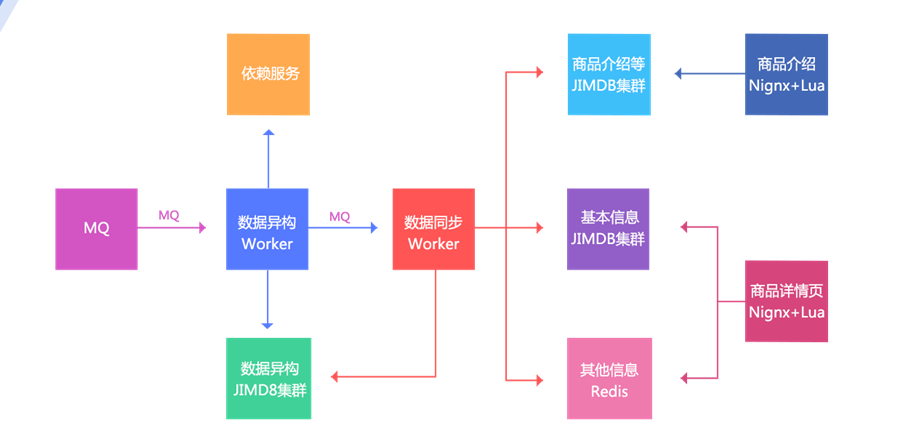 依赖服务
商品介绍等
JIMDB集群
商品介绍
Nignx+Lua
MQ
MQ
数据异构
Worker
MQ
数据同步
Worker
基本信息
JIMDB集群
商品详情页
Nignx+Lua
数据异构
JIMD8集群
其他信息
Redis